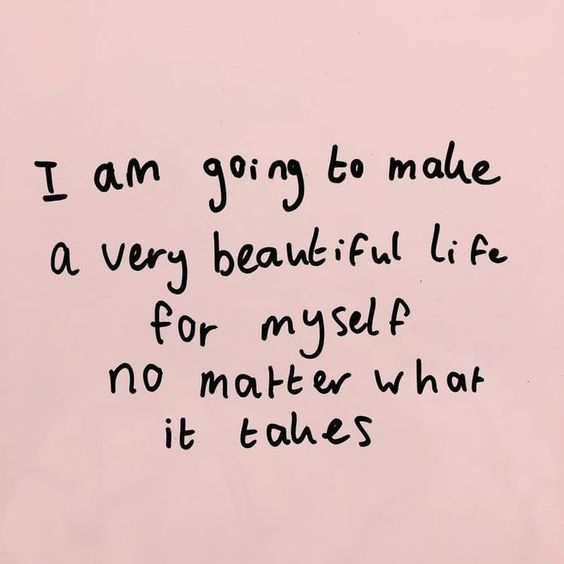 I am going to make
a very beautiful life
for myself
no matter what
it takes